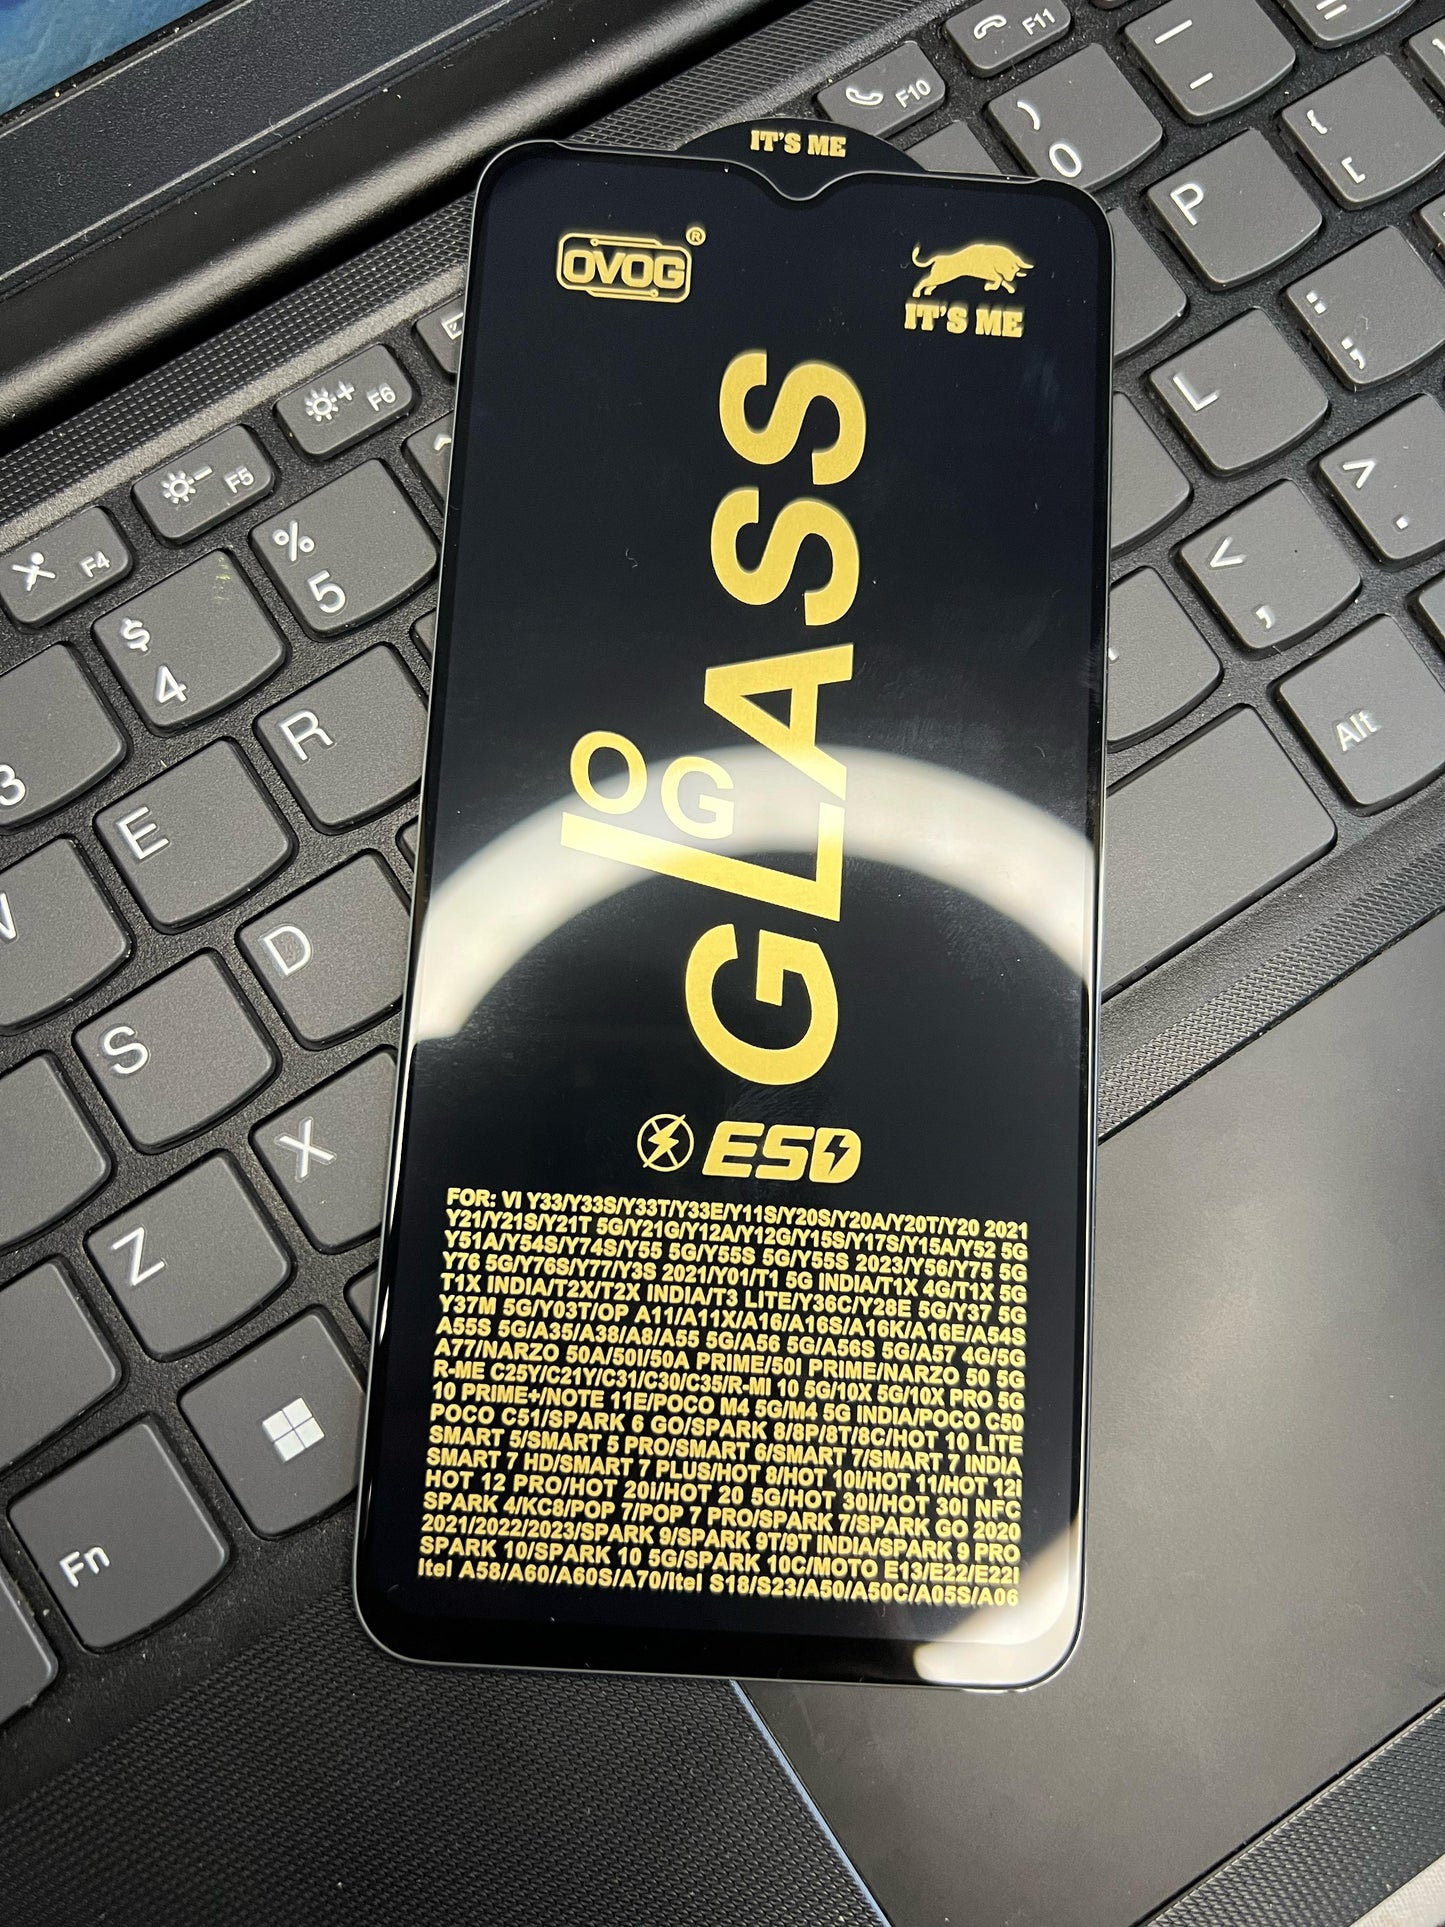 IT'S ME
OVOG®
IT'S ME
OG
GLASS
ESD
FOR: VI Y33/Y33S/Y33T/Y33E/Y11S/Y20S/Y20A/Y20T/Y20 2021
Y21/Y21S/Y21T 5G/Y21G/Y12A/Y12G/Y15S/Y17S/Y15A/Y52 5G
Y51A/Y54S/Y74S/Y55 5G/Y55S 5G/Y55S 2023/Y56/Y75 5G
Y76 5G/Y76S/Y77/Y3S 2021/Y01/T1 5G INDIA/T1X 4G/T1X 5G
T1X INDIA/T2X/T2X INDIA/T3 LITE/Y36C/Y28E 5G/Y37 5G
Y37M 5G/Y03T/OP A11/A11X/A16/A16S/A16K/A16E/A54S
A55S 5G/A35/A38/A8/A55 5G/A56 5G/A56S 5G/A57 4G/5G
A77/NARZO 50A/50I/50A PRIME/50I PRIME/NARZO 50 5G
R-ME C25Y/C21Y/C31/C30/C35/R-MI 10 5G/10X 5G/10X PRO 5G
10 PRIME+/NOTE 11E/POCO M4 5G/M4 5G INDIA/POCO C50
POCO C51/SPARK 6 GO/SPARK 8/8P/8T/8C/HOT 10 LITE
SMART 5/SMART 5 PRO/SMART 6/SMART 7/SMART 7 INDIA
SMART 7 HD/SMART 7 PLUS/HOT 8/HOT 10I/HOT 11/HOT 12I
HOT 12 PRO/HOT 20I/HOT 20 5G/HOT 30I/HOT 30I NFC
SPARK 4/KC8/POP 7/POP 7 PRO/SPARK 7/SPARK GO 2020
2021/2022/2023/SPARK 9/SPARK 9T/9T INDIA/SPARK 9 PRO
SPARK 10/SPARK 10 5G/SPARK 10C/MOTO E13/E22/E22I
Itel A58/A60/A60S/A70/Itel S18/S23/A50/A50C/A05S/A06
F11
F10
F6
F5
F4
) 0
% 5
$ 4
3
{ [
P
L
" '
> .
< ,
Alt
R
E
D
S
X
Z
Fn